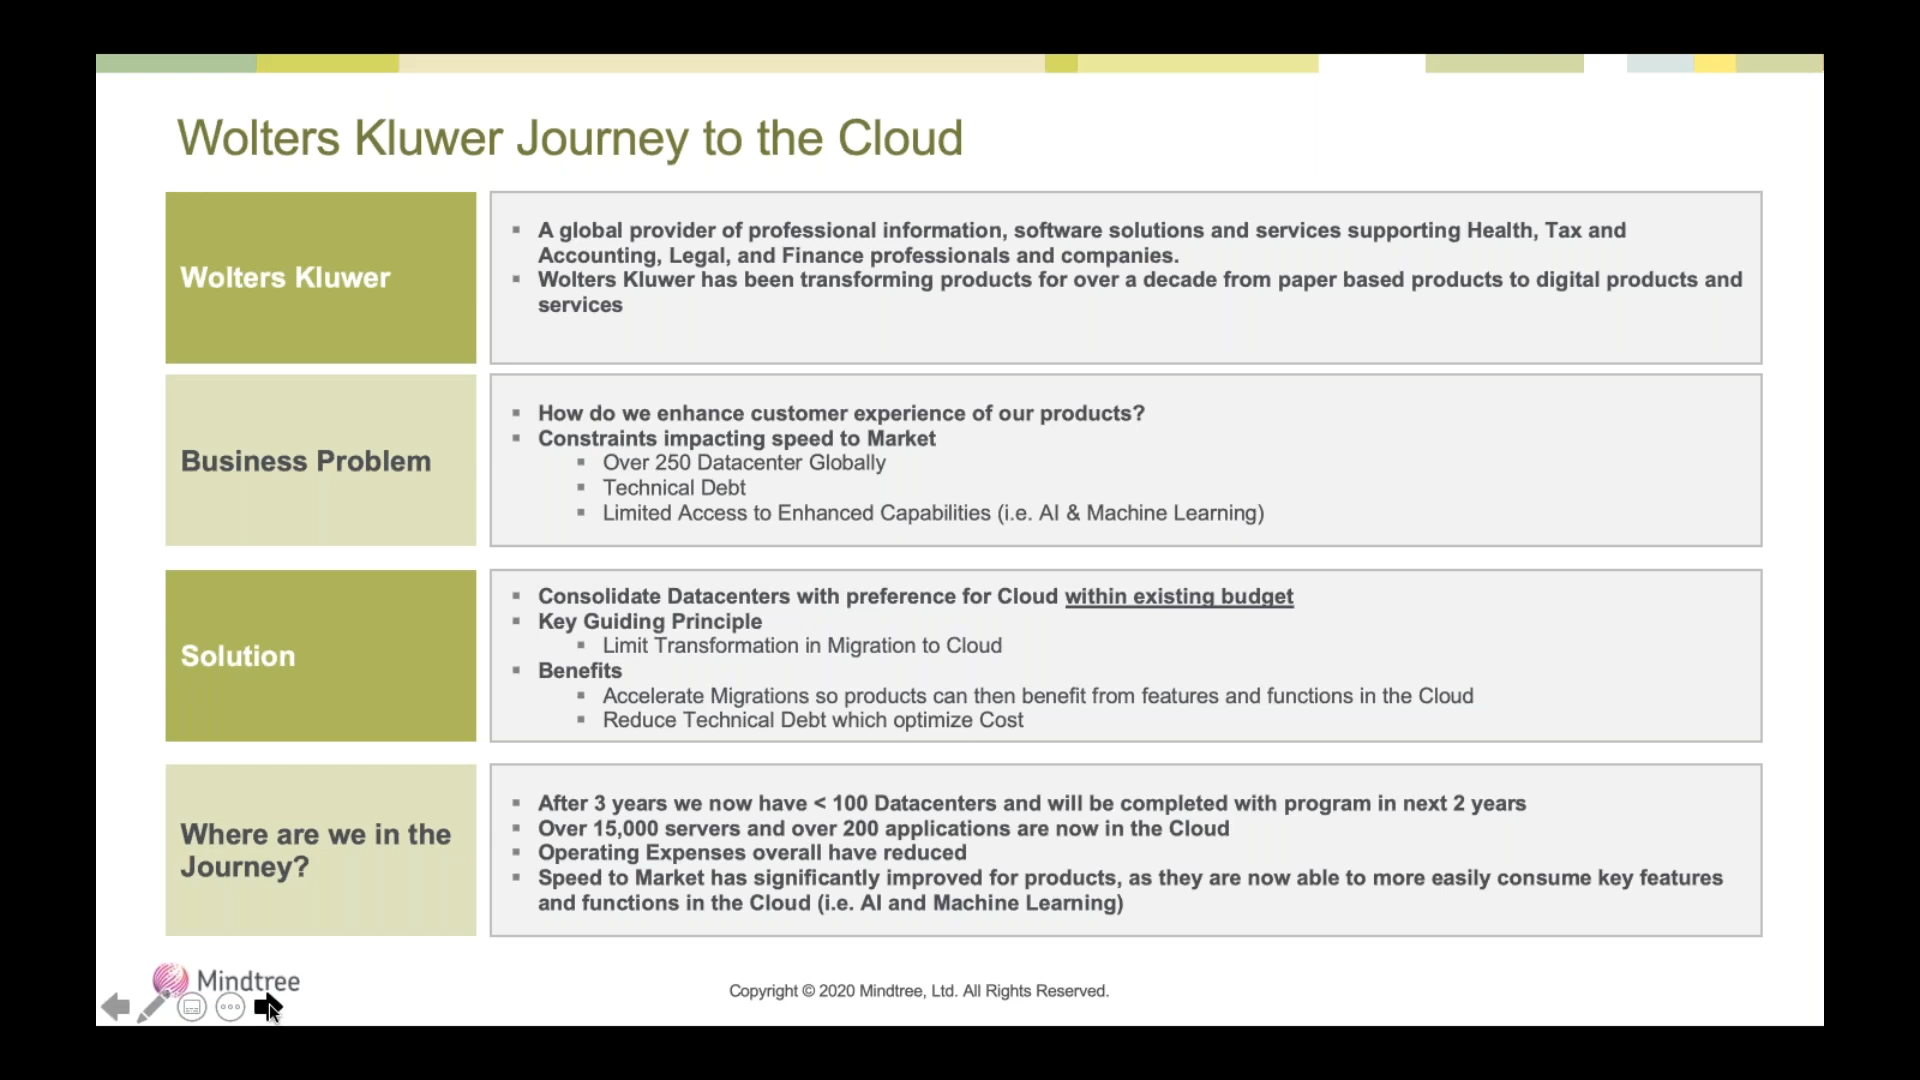 Wolters Kluwer Journey to the Cloud
Wolters Kluwer
▪ A global provider of professional information, software solutions and services supporting Health, Tax and
Accounting, Legal, and Finance professionals and companies.
▪ Wolters Kluwer has been transforming products for over a decade from paper based products to digital products and
services
Business Problem
▪ How do we enhance customer experience of our products?
▪ Constraints impacting speed to Market
▪ Over 250 Datacenter Globally
▪ Technical Debt
▪ Limited Access to Enhanced Capabilities (i.e. AI & Machine Learning)
Solution
▪ Consolidate Datacenters with preference for Cloud within existing budget
▪ Key Guiding Principle
▪ Limit Transformation in Migration to Cloud
▪ Benefits
▪ Accelerate Migrations so products can then benefit from features and functions in the Cloud
▪ Reduce Technical Debt which optimize Cost
Where are we in the
Journey?
▪ After 3 years we now have < 100 Datacenters and will be completed with program in next 2 years
▪ Over 15,000 servers and over 200 applications are now in the Cloud
▪ Operating Expenses overall have reduced
▪ Speed to Market has significantly improved for products, as they are now able to more easily consume key features
and functions in the Cloud (i.e. AI and Machine Learning)
Mindtree
Copyright © 2020 Mindtree, Ltd. All Rights Reserved.